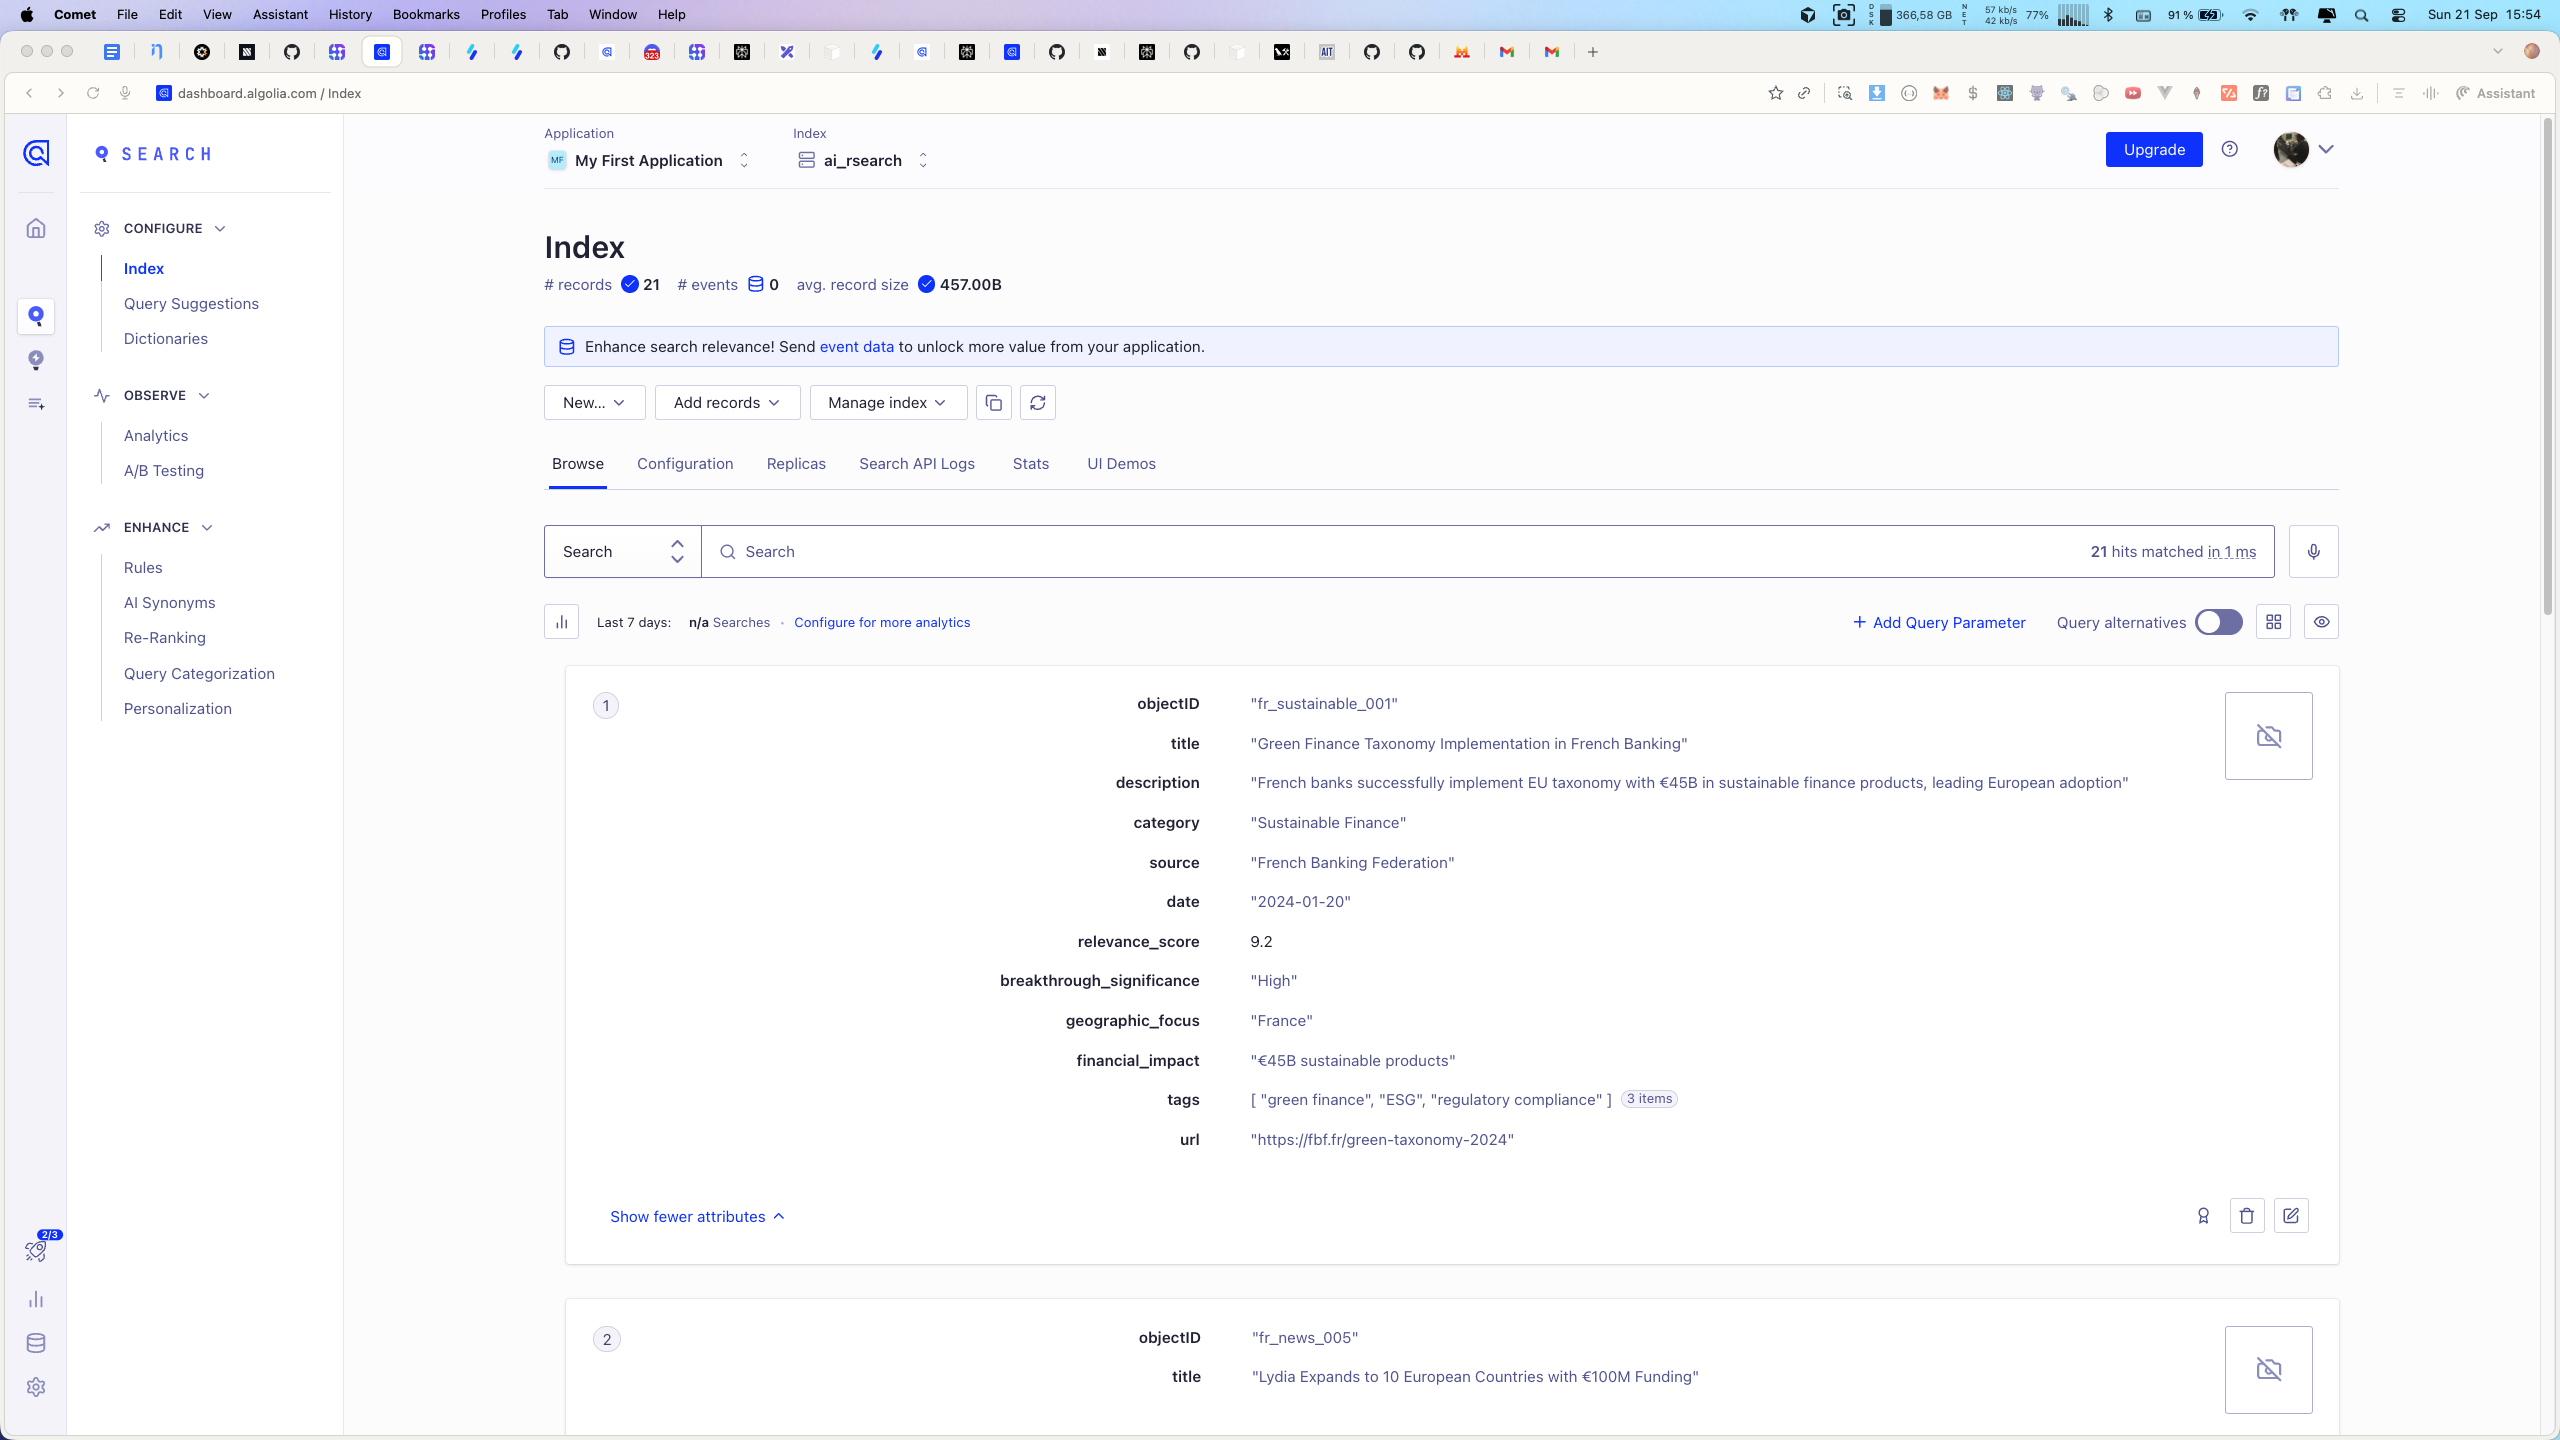 Comet File Edit View Assistant History Bookmarks Profiles Tab Window Help
DSK 366,58 GB NET 57 kb/s 42 kb/s 77% 91 % Sun 21 Sep 15:54
323 AIT
dashboard.algolia.com / Index
Assistant
SEARCH
CONFIGURE
Index
Query Suggestions
Dictionaries
OBSERVE
Analytics
A/B Testing
ENHANCE
Rules
AI Synonyms
Re-Ranking
Query Categorization
Personalization
2/3
Application
MF My First Application
Index
ai_rsearch
Upgrade
Index
# records 21 # events 0 avg. record size 457.00B
Enhance search relevance! Send event data to unlock more value from your application.
New... Add records Manage index
Browse Configuration Replicas Search API Logs Stats UI Demos
Search Search 21 hits matched in 1 ms
Last 7 days: n/a Searches • Configure for more analytics + Add Query Parameter Query alternatives
1
objectID "fr_sustainable_001"
title "Green Finance Taxonomy Implementation in French Banking"
description "French banks successfully implement EU taxonomy with €45B in sustainable finance products, leading European adoption"
category "Sustainable Finance"
source "French Banking Federation"
date "2024-01-20"
relevance_score 9.2
breakthrough_significance "High"
geographic_focus "France"
financial_impact "€45B sustainable products"
tags [ "green finance", "ESG", "regulatory compliance" ] 3 items
url "https://fbf.fr/green-taxonomy-2024"
Show fewer attributes
2
objectID "fr_news_005"
title "Lydia Expands to 10 European Countries with €100M Funding"